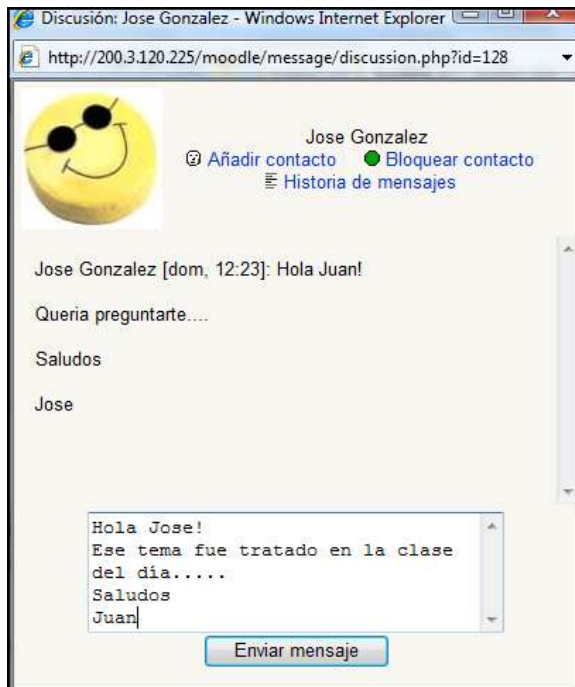 Discusión: Jose Gonzalez - Windows Internet Explorer
http://200.3.120.225/moodle/message/discussion.php?id=128
Jose Gonzalez
Añadir contacto Bloquear contacto
Historia de mensajes
Jose Gonzalez [dom, 12:23]: Hola Juan!
Queria preguntarte....
Saludos
Jose
Hola Jose!
Ese tema fue tratado en la clase
del día.....
Saludos
Juan
Enviar mensaje